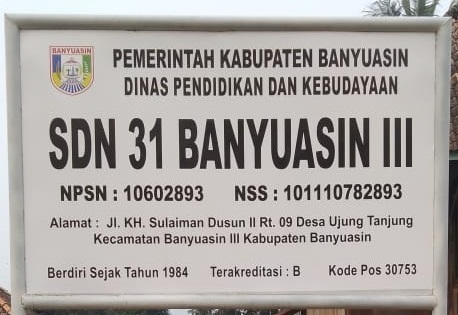 BANYUASIN
PEMERINTAH KABUPATEN BANYUASIN
DINAS PENDIDIKAN DAN KEBUDAYAAN
SDN 31 BANYUASIN III
NPSN : 10602893 NSS : 101110782893
Alamat : Jl. KH. Sulaiman Dusun II Rt. 09 Desa Ujung Tanjung
Kecamatan Banyuasin III Kabupaten Banyuasin
Berdiri Sejak Tahun 1984 Terakreditasi : B Kode Pos 30753